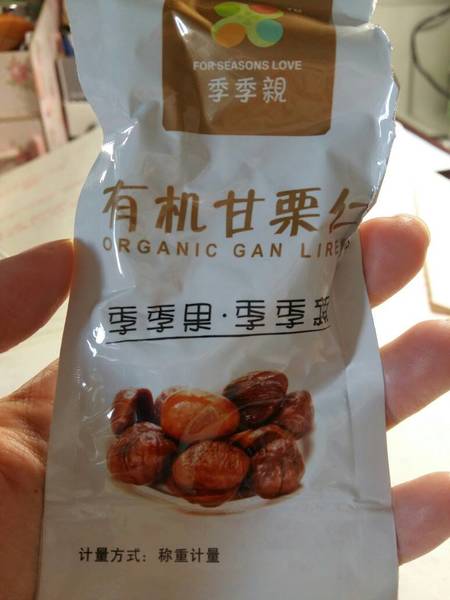 FOR SEASONS LOVE
季季親
有机甘栗仁
ORGANIC GAN LIREN
季季果·季季親
计量方式：称重计量